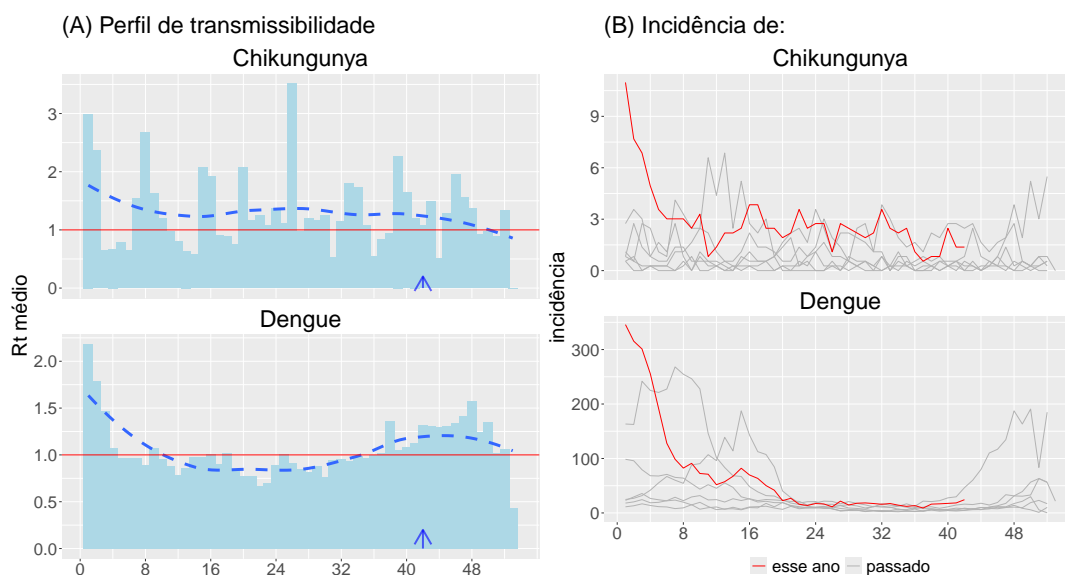 (A) Perfil de transmissibilidade
Chikungunya
3
2
1
0
Dengue
2.0
1.5
1.0
0.5
0.0
0 8 16 24 32 40 48
Rt médio
(B) Incidência de:
Chikungunya
9
6
3
0
Dengue
300
200
100
0
0 8 16 24 32 40 48
incidência
esse ano passado